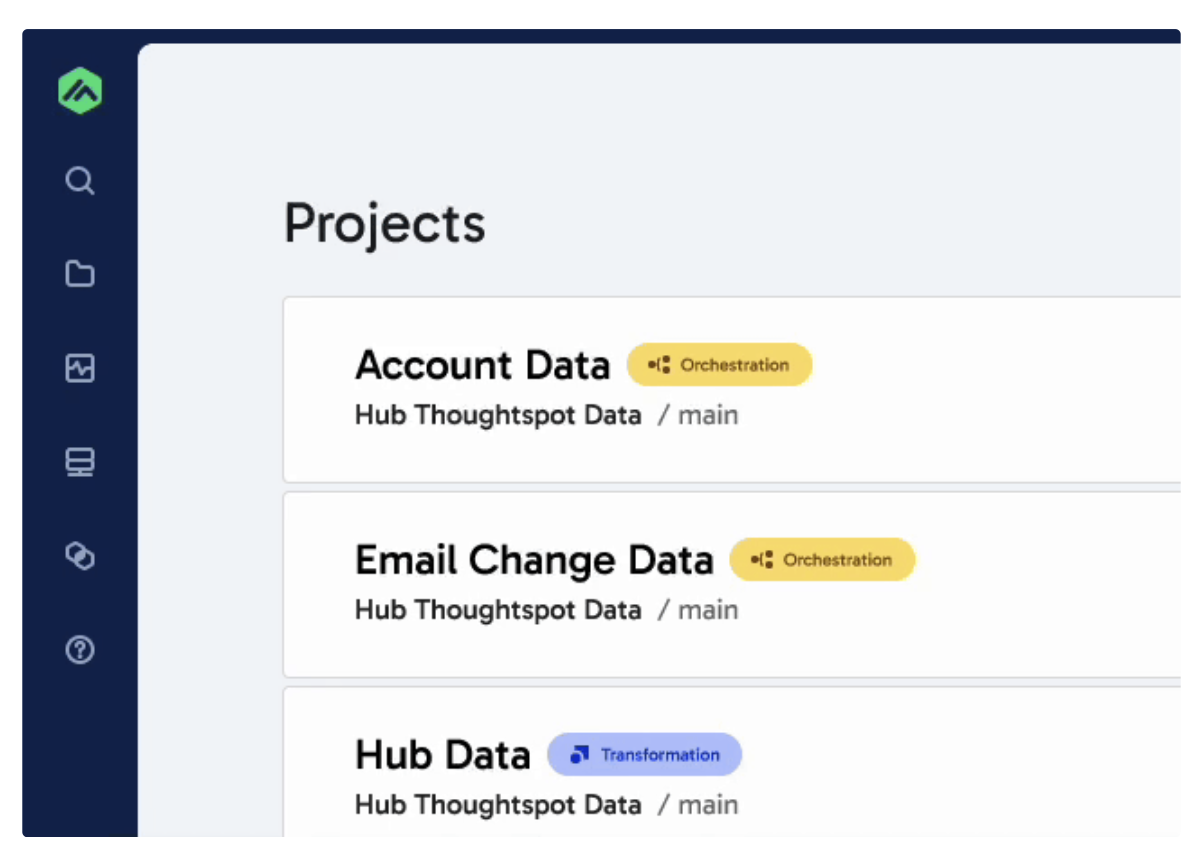 Projects
Account Data Orchestration
Hub Thoughtspot Data / main
Email Change Data Orchestration
Hub Thoughtspot Data / main
Hub Data Transformation
Hub Thoughtspot Data / main